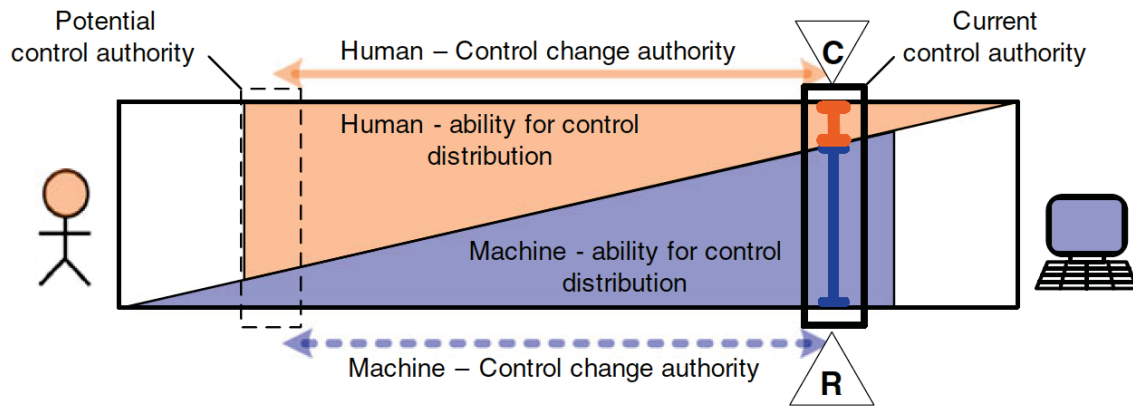 Potential
control authority
Human – Control change authority
C
Current
control authority
Human - ability for control
distribution
Machine - ability for control
distribution
Machine – Control change authority
R